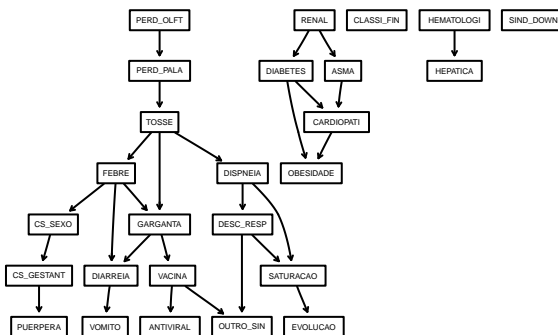 PERD_OLFT RENAL CLASSI_FIN HEMATOLOGI SIND_DOWN
PERD_PALA DIABETES ASMA HEPATICA
TOSSE CARDIOPATI
FEBRE DISPNEIA OBESIDADE
CS_SEXO GARGANTA DESC_RESP
CS_GESTANT DIARREIA VACINA SATURACAO
PUERPERA VOMITO ANTIVIRAL OUTRO_SIN EVOLUCAO